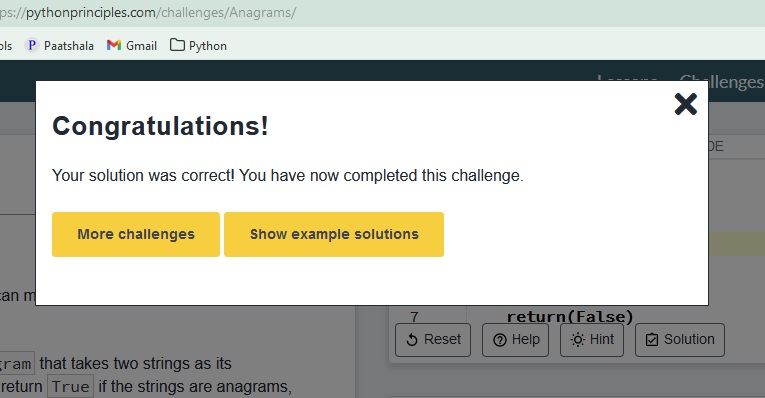 ps://pythonprinciples.com/challenges/Anagrams/
ols Paatshala Gmail Python
Challenges
Congratulations!
DE
Your solution was correct! You have now completed this challenge.
More challenges Show example solutions
can m
7 return(False)
Reset Help Hint Solution
gram that takes two strings as its
return True if the strings are anagrams,